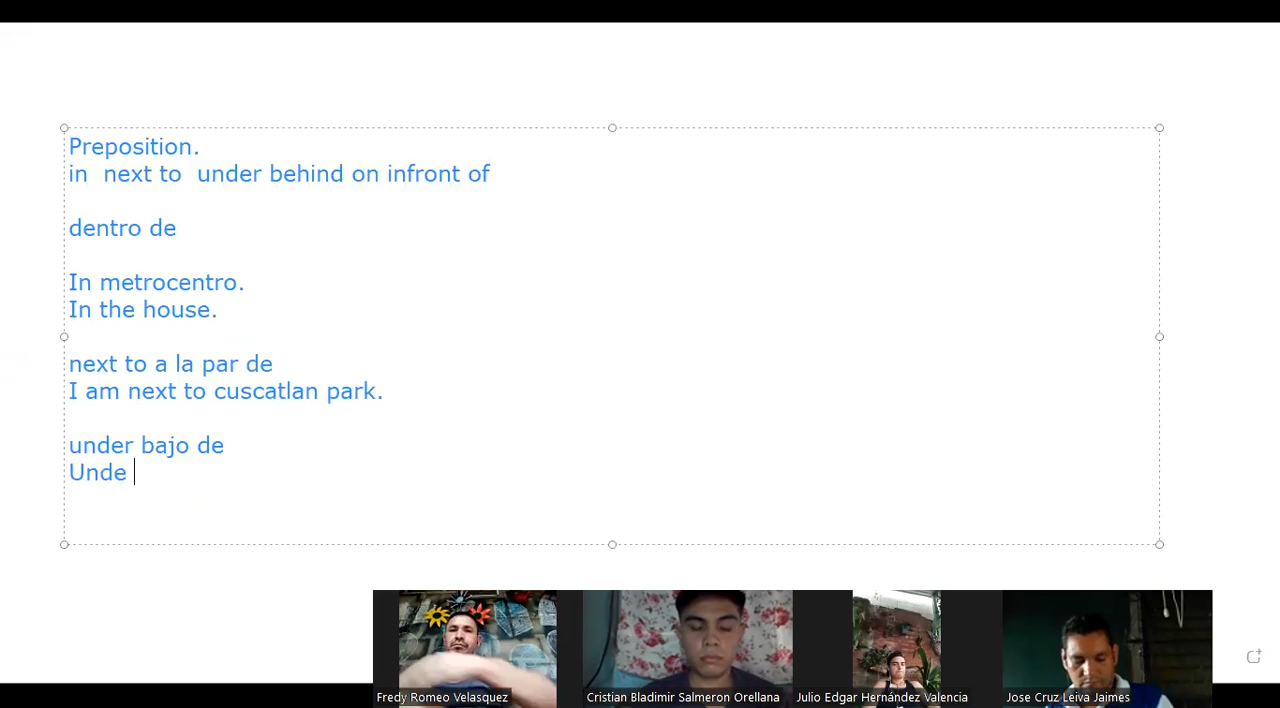 Preposition.
in next to under behind on infront of
dentro de
In metrocentro.
In the house.
next to a la par de
I am next to cuscatlan park.
under bajo de
Unde
Fredy Romeo Velasquez
Cristian Bladimir Salmeron Orellana
Julio Edgar Hernández Valencia
Jose Cruz Leiva Jaimes